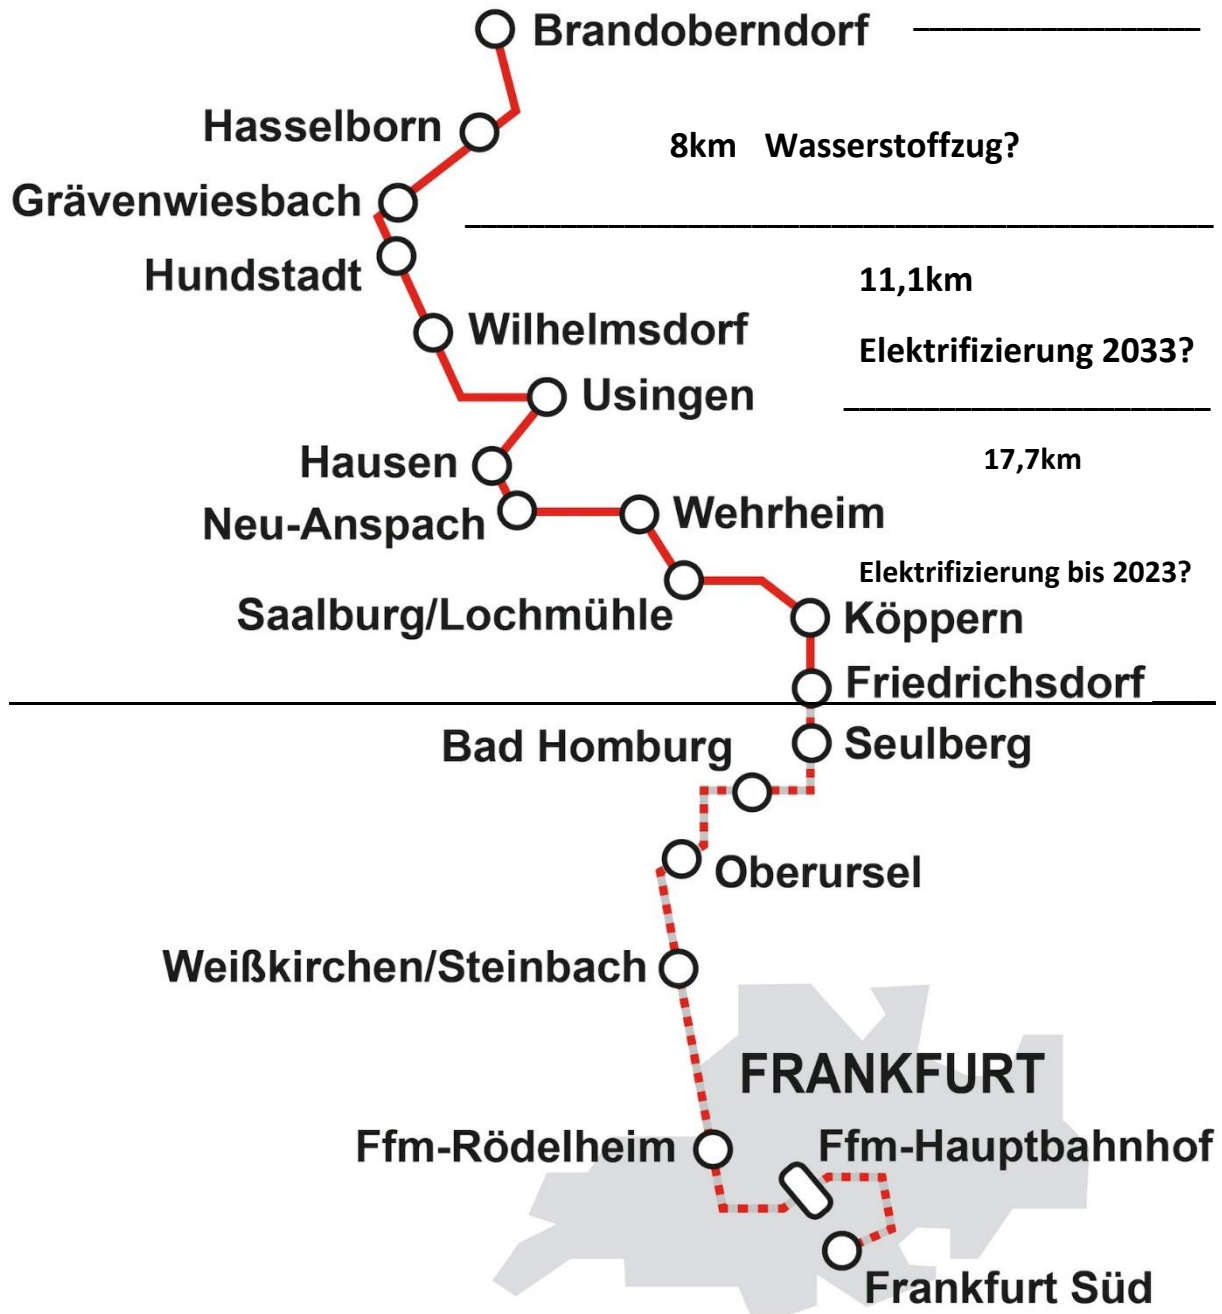 Brandoberndorf
Hasselborn
8km Wasserstoffzug?
Grävenwiesbach
Hundstadt
11,1km
Wilhelmsdorf
Elektrifizierung 2033?
Usingen
Hausen
17,7km
Neu-Anspach
Wehrheim
Elektrifizierung bis 2023?
Saalburg/Lochmühle
Köppern
Friedrichsdorf
Bad Homburg
Seulberg
Oberursel
Weißkirchen/Steinbach
FRANKFURT
Ffm-Rödelheim
Ffm-Hauptbahnhof
Frankfurt Süd